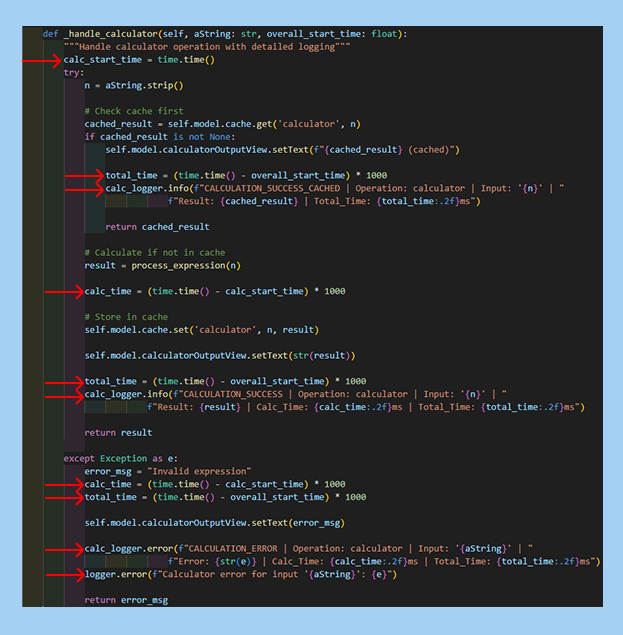 def _handle_calculator(self, aString: str, overall_start_time: float):
"""Handle calculator operation with detailed logging"""
calc_start_time = time.time()
try:
n = aString.strip()
# Check cache first
cached_result = self.model.cache.get('calculator', n)
if cached_result is not None:
self.model.calculatorOutputView.setText(f"{cached_result} (cached)")
total_time = (time.time() - overall_start_time) * 1000
calc_logger.info(f"CALCULATION_SUCCESS_CACHED | Operation: calculator | Input: '{n}' | "
f"Result: {cached_result} | Total_Time: {total_time:.2f}ms")
return cached_result
# Calculate if not in cache
result = process_expression(n)
calc_time = (time.time() - calc_start_time) * 1000
# Store in cache
self.model.cache.set('calculator', n, result)
self.model.calculatorOutputView.setText(str(result))
total_time = (time.time() - overall_start_time) * 1000
calc_logger.info(f"CALCULATION_SUCCESS | Operation: calculator | Input: '{n}' | "
f"Result: {result} | Calc_Time: {calc_time:.2f}ms | Total_Time: {total_time:.2f}ms")
return result
except Exception as e:
error_msg = "Invalid expression"
calc_time = (time.time() - calc_start_time) * 1000
total_time = (time.time() - overall_start_time) * 1000
self.model.calculatorOutputView.setText(error_msg)
calc_logger.error(f"CALCULATION_ERROR | Operation: calculator | Input: '{aString}' | "
f"Error: {str(e)} | Calc_Time: {calc_time:.2f}ms | Total_Time: {total_time:.2f}ms")
logger.error(f"Calculator error for input '{aString}': {e}")
return error_msg